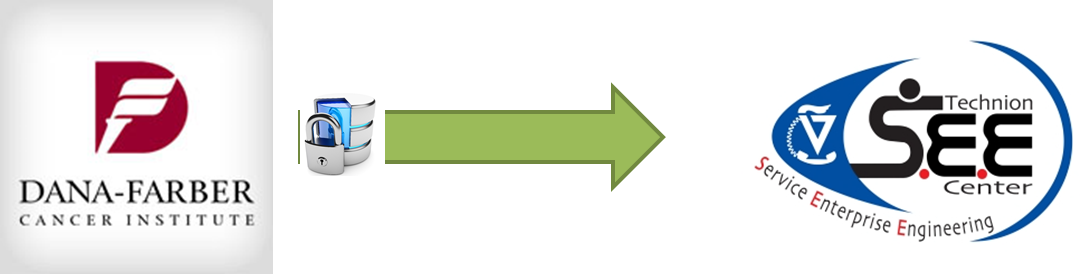 DANA-FARBER
CANCER INSTITUTE
Technion
S.E.E
Center
Service Enterprise Engineering